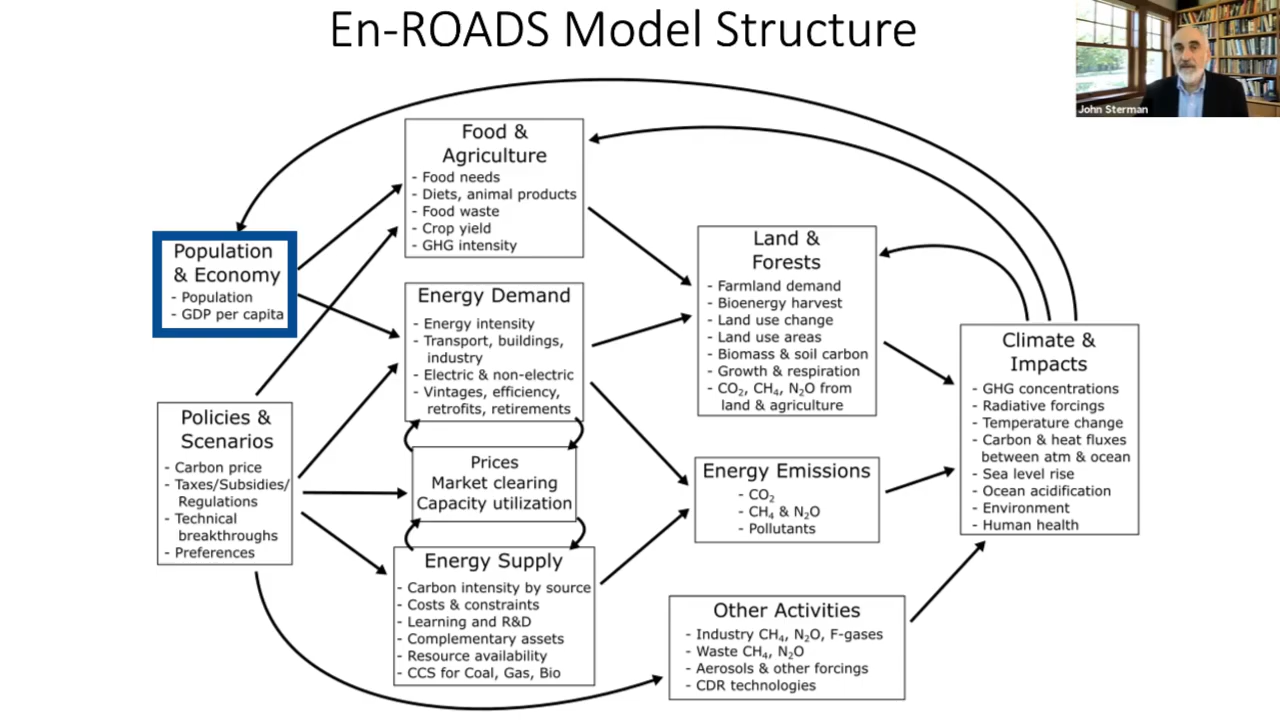 En-ROADS Model Structure
John Sterman
Food &
Agriculture
- Food needs
- Diets, animal products
- Food waste
- Crop yield
- GHG intensity
Population
& Economy
- Population
- GDP per capita
Land &
Forests
- Farmland demand
- Bioenergy harvest
- Land use change
- Land use areas
- Biomass & soil carbon
- Growth & respiration
- CO₂, CH₄, N₂O from
land & agriculture
Energy Demand
- Energy intensity
- Transport, buildings,
industry
- Electric & non-electric
- Vintages, efficiency,
retrofits, retirements
Climate &
Impacts
- GHG concentrations
- Radiative forcings
- Temperature change
- Carbon & heat fluxes
between atm & ocean
- Sea level rise
- Ocean acidification
- Environment
- Human health
Policies &
Scenarios
- Carbon price
- Taxes/Subsidies/
Regulations
- Technical
breakthroughs
- Preferences
Prices
Market clearing
Capacity utilization
Energy Emissions
- CO₂
- CH₄ & N₂O
- Pollutants
Energy Supply
- Carbon intensity by source
- Costs & constraints
- Learning and R&D
- Complementary assets
- Resource availability
- CCS for Coal, Gas, Bio
Other Activities
- Industry CH₄, N₂O, F-gases
- Waste CH₄, N₂O
- Aerosols & other forcings
- CDR technologies